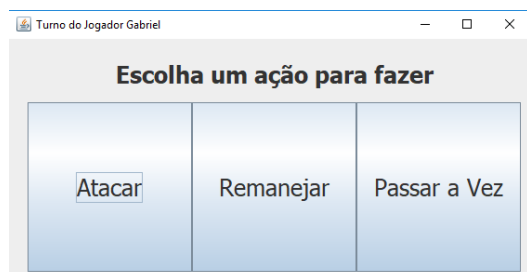 Turno do Jogador Gabriel
Escolha um ação para fazer
Atacar Remanejar Passar a Vez